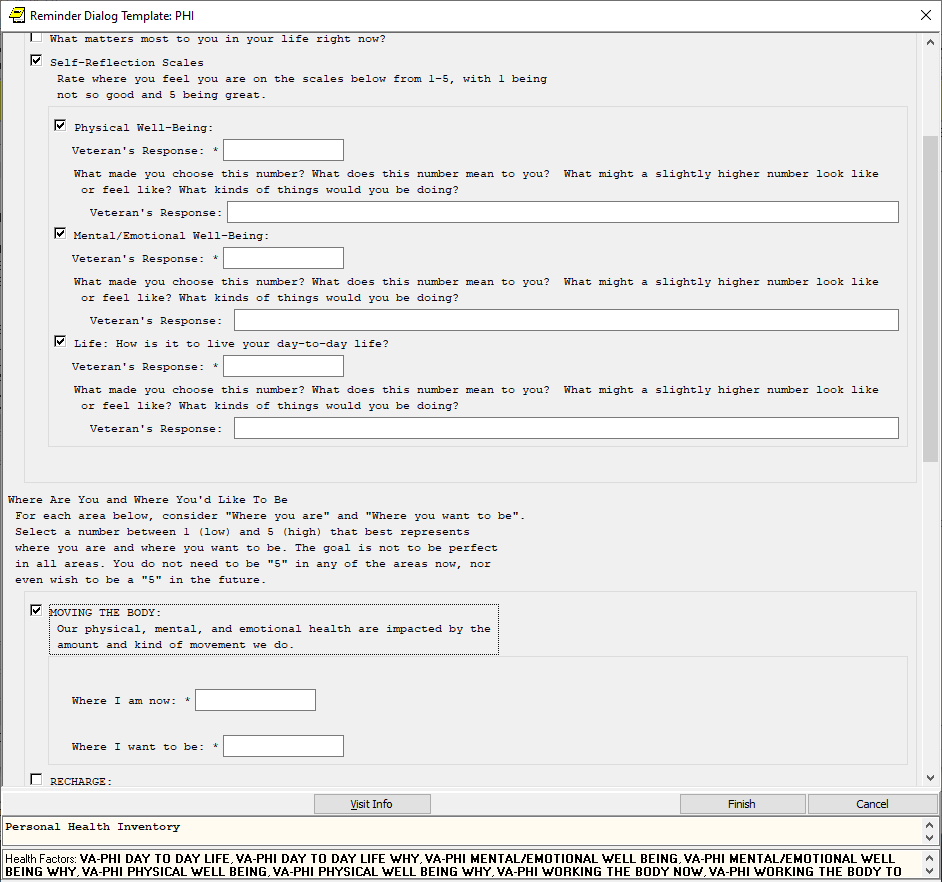 Reminder Dialog Template: PHI
What matters most to you in your life right now?
Self-Reflection Scales
Rate where you feel you are on the scales below from 1-5, with 1 being
not so good and 5 being great.
Physical Well-Being:
Veteran's Response: *
What made you choose this number? What does this number mean to you?  What might a slightly higher number look like
or feel like? What kinds of things would you be doing?
Veteran's Response:
Mental/Emotional Well-Being:
Veteran's Response: *
What made you choose this number? What does this number mean to you?  What might a slightly higher number look like
or feel like? What kinds of things would you be doing?
Veteran's Response:
Life: How is it to live your day-to-day life?
Veteran's Response: *
What made you choose this number? What does this number mean to you?  What might a slightly higher number look like
or feel like? What kinds of things would you be doing?
Veteran's Response:
Where Are You and Where You'd Like To Be
For each area below, consider "Where you are" and "Where you want to be".
Select a number between 1 (low) and 5 (high) that best represents
where you are and where you want to be. The goal is not to be perfect
in all areas. You do not need to be "5" in any of the areas now, nor
even wish to be a "5" in the future.
MOVING THE BODY:
Our physical, mental, and emotional health are impacted by the
amount and kind of movement we do.
Where I am now: *
Where I want to be: *
RECHARGE:
Visit Info Finish Cancel
Personal Health Inventory
Health Factors: VA-PHI DAY TO DAY LIFE, VA-PHI DAY TO DAY LIFE WHY, VA-PHI MENTAL/EMOTIONAL WELL BEING, VA-PHI MENTAL/EMOTIONAL WELL
BEING WHY, VA-PHI PHYSICAL WELL BEING, VA-PHI PHYSICAL WELL BEING WHY, VA-PHI WORKING THE BODY NOW, VA-PHI WORKING THE BODY TO